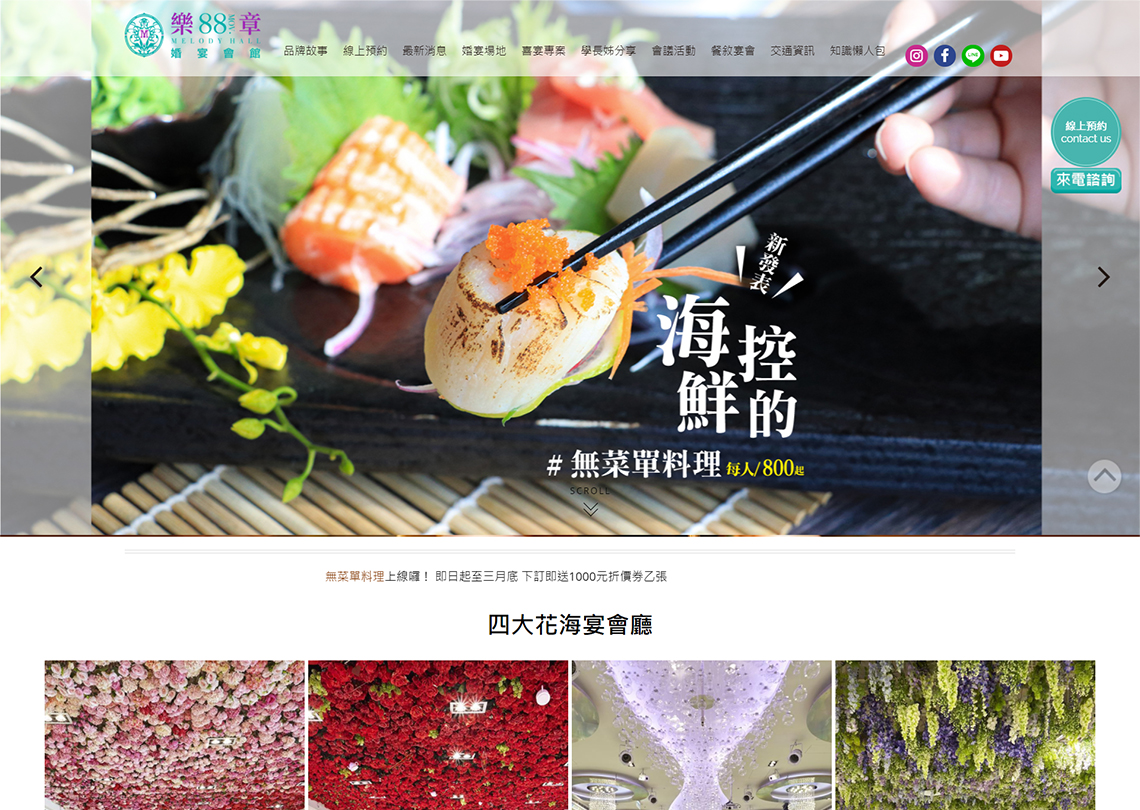 樂88章
MELODY HALL
婚宴會館
品牌故事 線上預約 最新消息 婚宴場地 喜宴專案 學長姊分享 會議活動 餐敘宴會 交通資訊 知識懶人包
線上預約
contact us
來電諮詢
新發表
海鮮
控的
# 無菜單料理 每人/800起
SCROLL
無菜單料理上線囉！ 即日起至三月底 下訂即送1000元折價券乙張
四大花海宴會廳